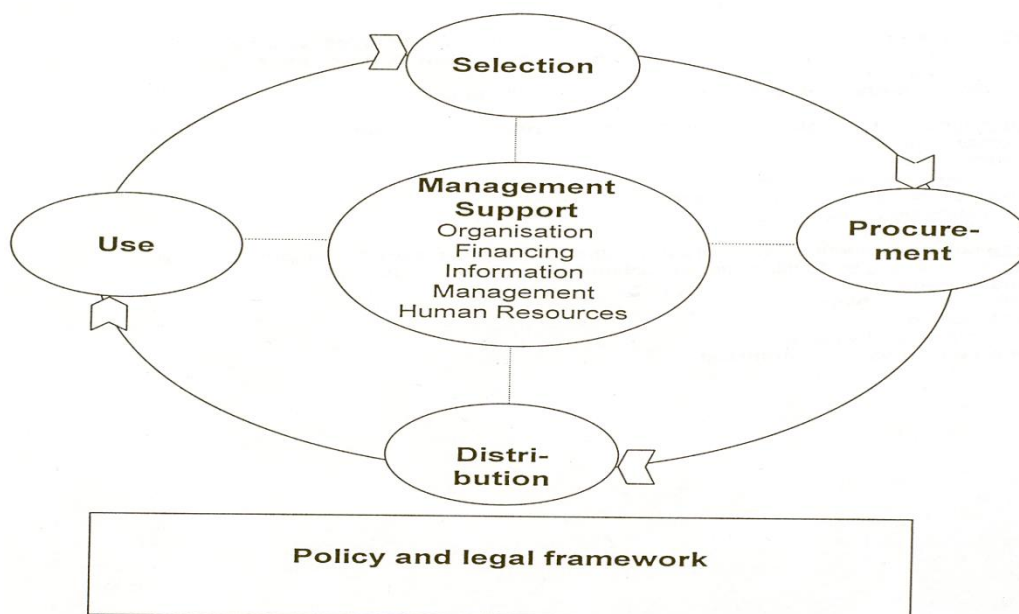 Selection
Management
Support
Organisation
Financing
Information
Management
Human Resources
Use
Procure-
ment
Distri-
bution
Policy and legal framework